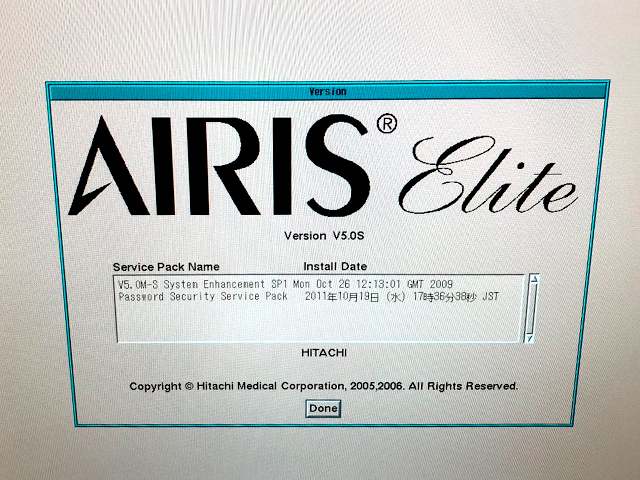 Version
AIRIS® Elite
Version V5.0S
Service Pack Name Install Date
V5.0M-S System Enhancement SP1 Mon Oct 26 12:13:01 GMT 2009
Password Security Service Pack 2011年10月19日 (水) 17時36分38秒 JST
HITACHI
Copyright © Hitachi Medical Corporation, 2005,2006. All Rights Reserved.
Done